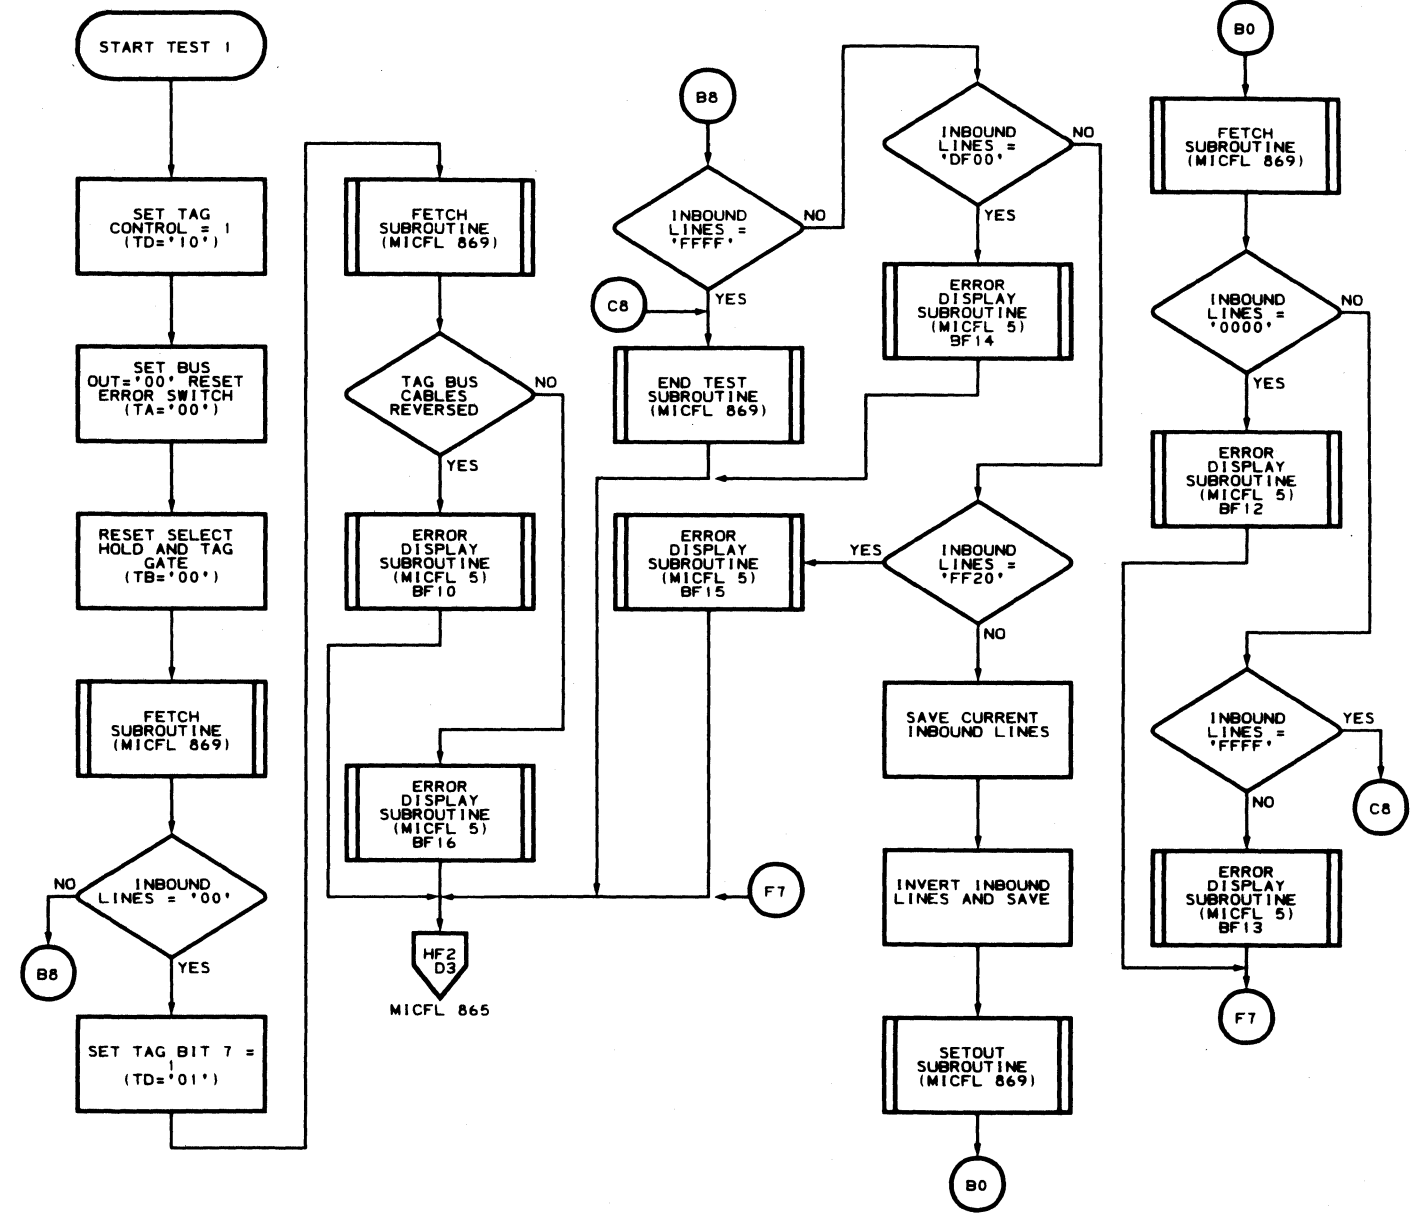 START TEST 1
SET TAG
CONTROL = 1
(TD='10')
SET BUS
OUT='00' RESET
ERROR SWITCH
(TA='00')
RESET SELECT
HOLD AND TAG
GATE
(TB='00')
FETCH
SUBROUTINE
(MICFL 869)
INBOUND
LINES = '00'
NO
YES
B8
SET TAG BIT 7 =
1
(TD='01')
FETCH
SUBROUTINE
(MICFL 869)
TAG BUS
CABLES
REVERSED
NO
YES
ERROR
DISPLAY
SUBROUTINE
(MICFL 5)
BF10
ERROR
DISPLAY
SUBROUTINE
(MICFL 5)
BF16
HF2
D3
MICFL 865
B8
INBOUND
LINES =
'FFFF'
NO
YES
C8
END TEST
SUBROUTINE
(MICFL 869)
ERROR
DISPLAY
SUBROUTINE
(MICFL 5)
BF15
F7
INBOUND
LINES =
'DF00'
NO
YES
ERROR
DISPLAY
SUBROUTINE
(MICFL 5)
BF14
INBOUND
LINES =
'FF20'
YES
NO
SAVE CURRENT
INBOUND LINES
INVERT INBOUND
LINES AND SAVE
SETOUT
SUBROUTINE
(MICFL 869)
B0
B0
FETCH
SUBROUTINE
(MICFL 869)
INBOUND
LINES =
'0000'
NO
YES
ERROR
DISPLAY
SUBROUTINE
(MICFL 5)
BF12
INBOUND
LINES =
'FFFF'
YES
NO
C8
ERROR
DISPLAY
SUBROUTINE
(MICFL 5)
BF13
F7